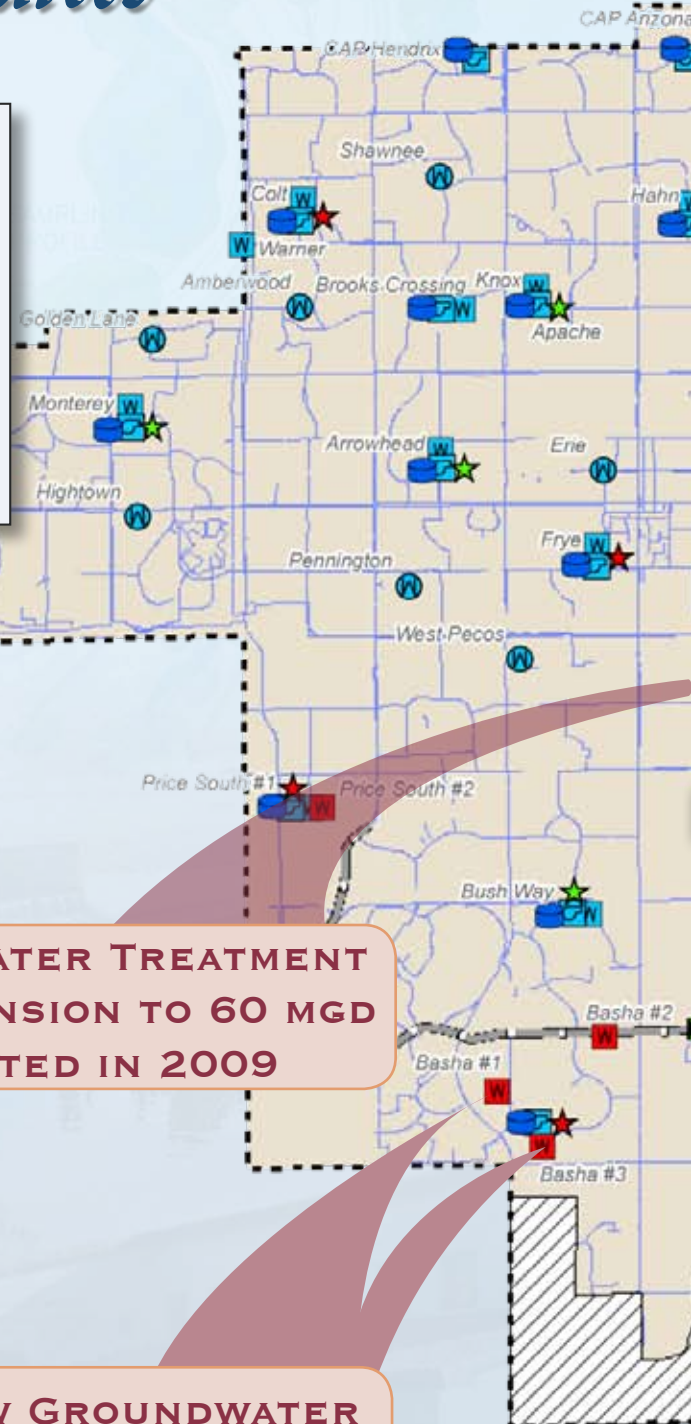 CAP Hendrix
CAP Arizona
Shawnee
Colt
W
Hahn
W
Warner
Amberwood
Brooks Crossing
Knox
W
W
W
W
Apache
Golden Lane
W
Monterey
W
Arrowhead
W
Erie
W
Hightown
W
Frye
W
Pennington
W
West Pecos
W
Price South #1
W
Price South #2
Bush Way
W
ATER TREATMENT
NSION TO 60 MGD
TED IN 2009
Basha #2
W
Basha #1
W
W
Basha #3
GROUNDWATER